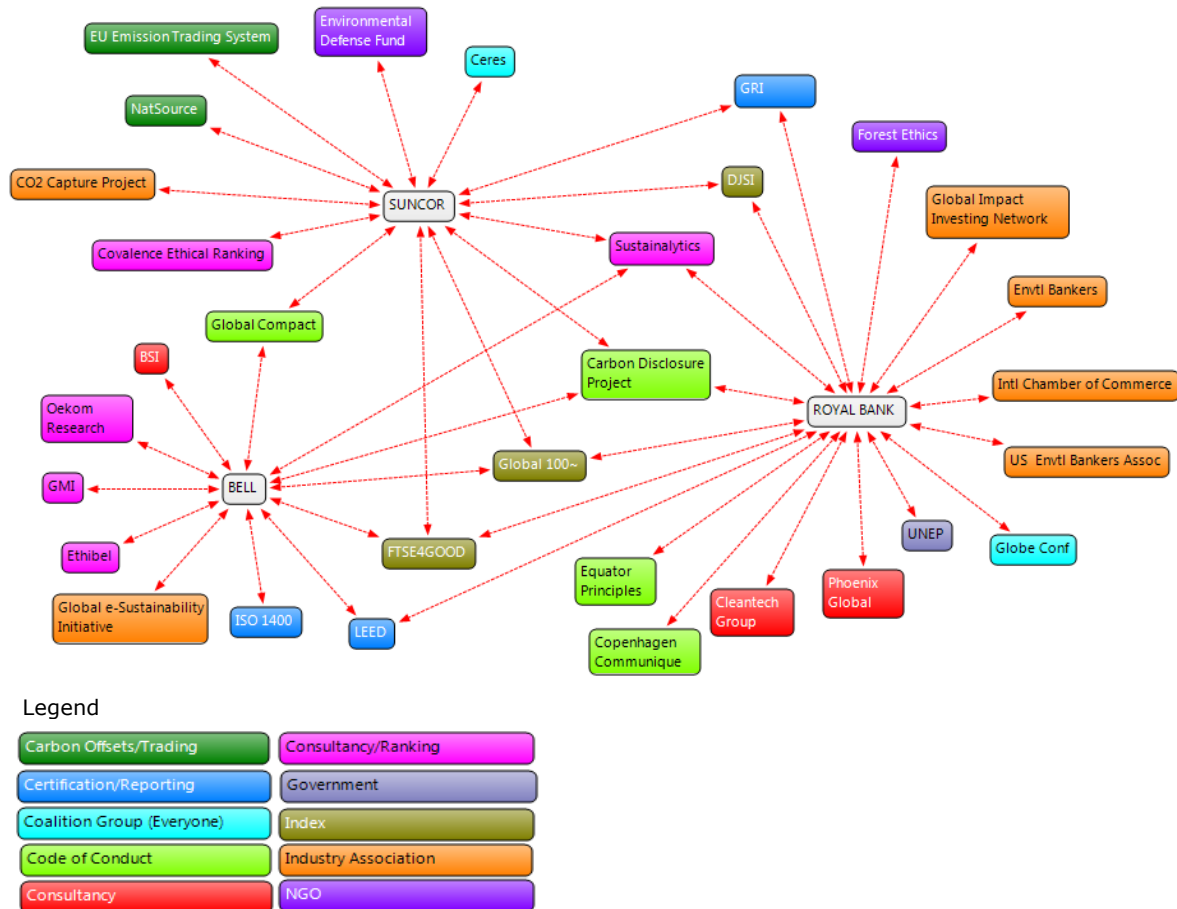 EU Emission Trading System
Environmental
Defense Fund
Ceres
GRI
NatSource
Forest Ethics
CO2 Capture Project
SUNCOR
DJSI
Global Impact
Investing Network
Covalence Ethical Ranking
Sustainalytics
Envtl Bankers
Global Compact
BSI
Carbon Disclosure
Project
Intl Chamber of Commerce
Oekom
Research
ROYAL BANK
GMI
BELL
Global 100~
US Envtl Bankers Assoc
Ethibel
FTSE4GOOD
UNEP
Globe Conf
Equator
Principles
Phoenix
Global
Global e-Sustainability
Initiative
ISO 1400
LEED
Cleantech
Group
Copenhagen
Communique
Legend
Carbon Offsets/Trading
Consultancy/Ranking
Certification/Reporting
Government
Coalition Group (Everyone)
Index
Code of Conduct
Industry Association
Consultancy
NGO